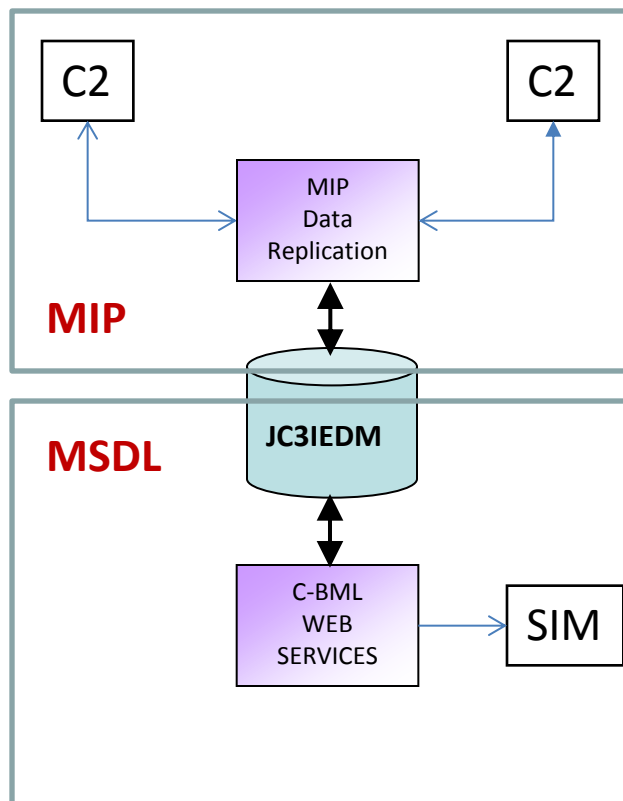 C2
C2
MIP
Data
Replication
MIP
JC3IEDM
MSDL
C-BML
WEB
SERVICES
SIM